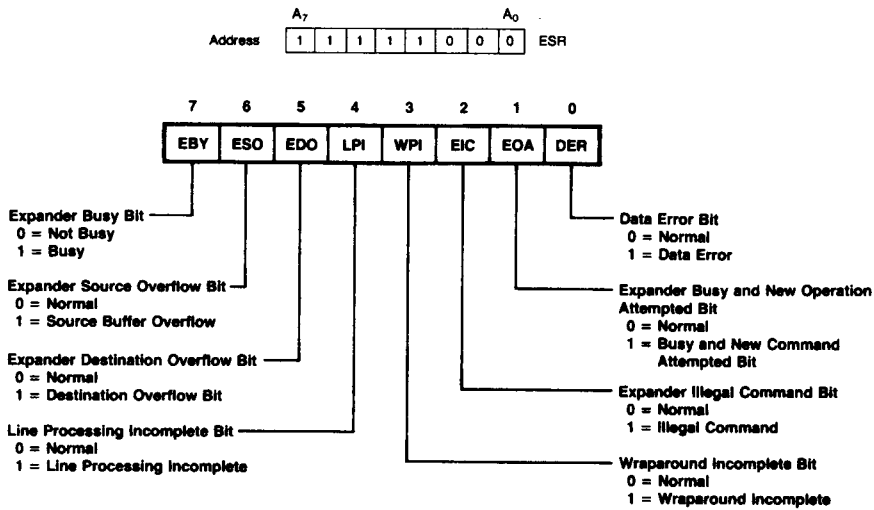 A7 A0
Address 1 1 1 1 1 0 0 0 ESR
7 6 5 4 3 2 1 0
EBY ESO EDO LPI WPI EIC EOA DER
Expander Busy Bit
0 = Not Busy
1 = Busy
Expander Source Overflow Bit
0 = Normal
1 = Source Buffer Overflow
Expander Destination Overflow Bit
0 = Normal
1 = Destination Overflow Bit
Line Processing Incomplete Bit
0 = Normal
1 = Line Processing Incomplete
Data Error Bit
0 = Normal
1 = Data Error
Expander Busy and New Operation
Attempted Bit
0 = Normal
1 = Busy and New Command
Attempted Bit
Expander Illegal Command Bit
0 = Normal
1 = Illegal Command
Wraparound Incomplete Bit
0 = Normal
1 = Wraparound Incomplete